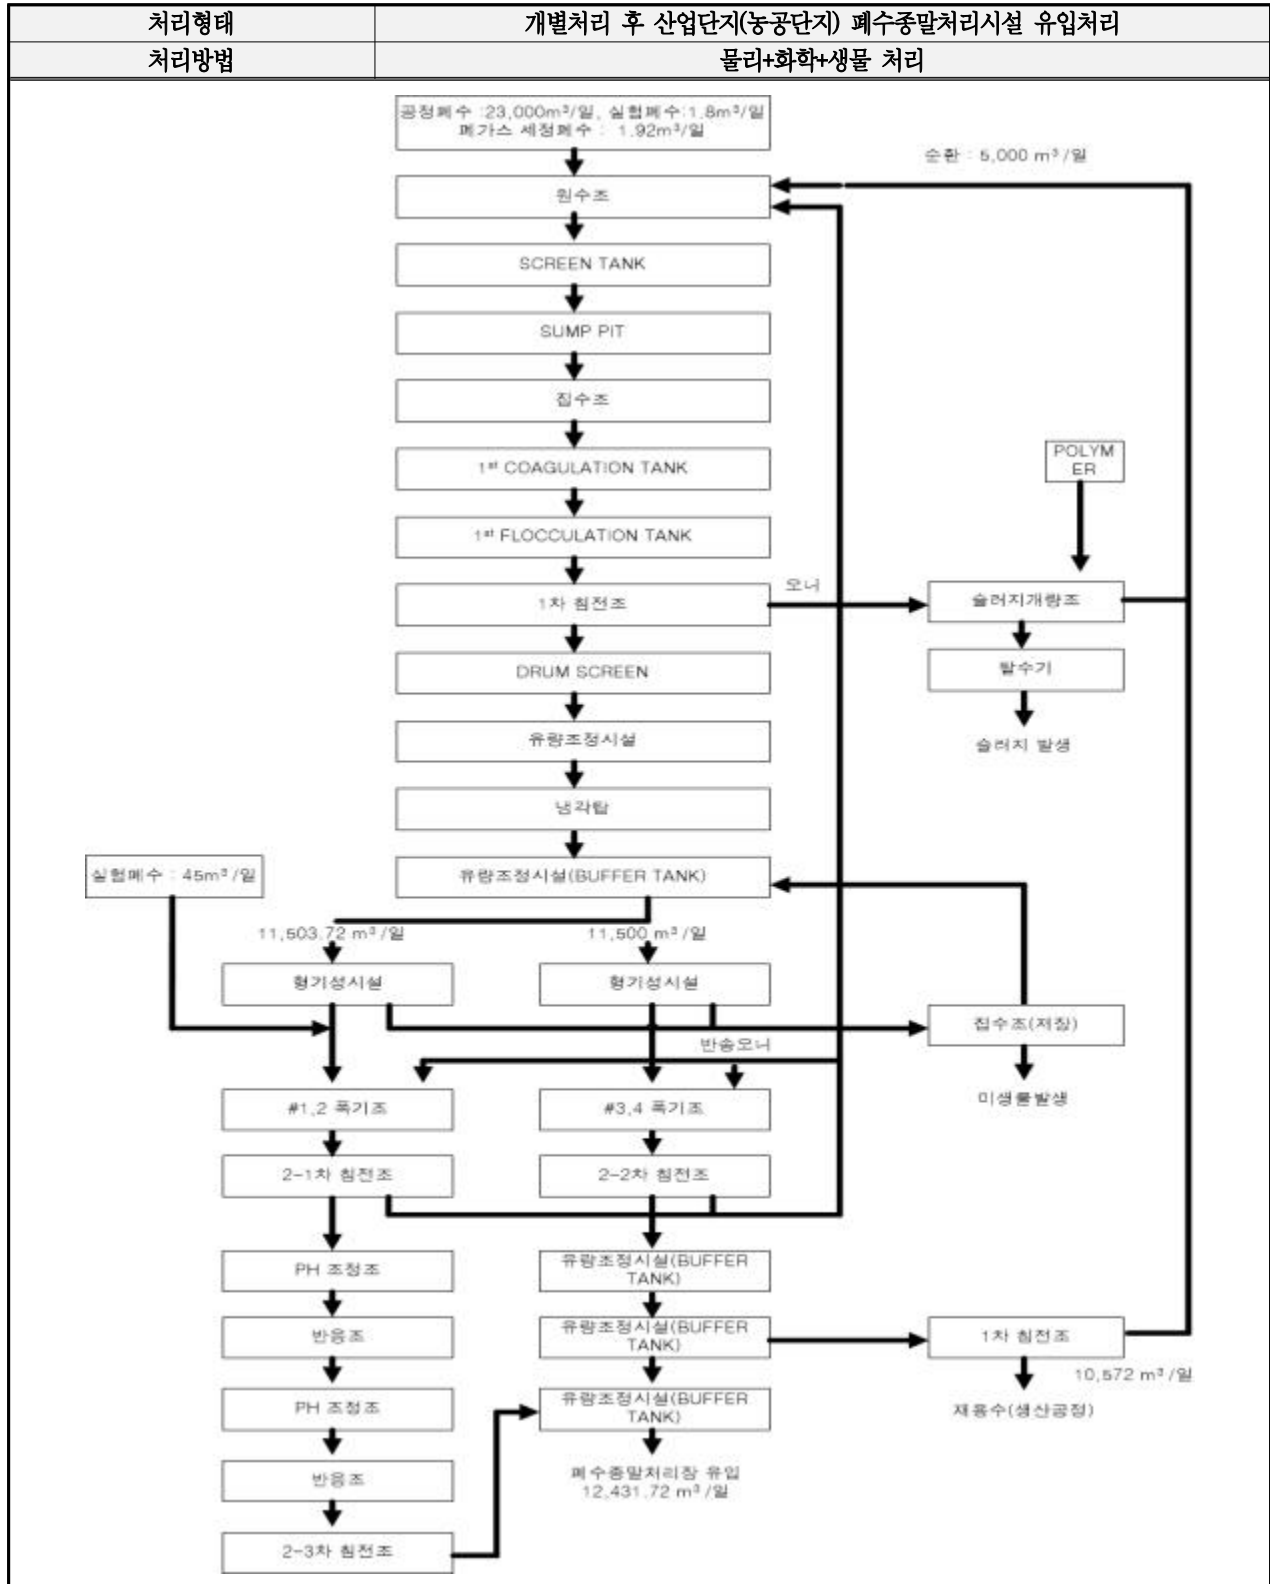 처리형태
개별처리 후 산업단지(농공단지) 폐수종말처리시설 유입처리
처리방법
물리+화학+생물 처리
공정폐수 :23,000m³/일, 실험폐수:1.8m³/일
폐가스 세정폐수 : 1.92m³/일
순환 : 5,000 m³/일
원수조
SCREEN TANK
SUMP PIT
집수조
1st COAGULATION TANK
POLYM
ER
1st FLOCCULATION TANK
오니
1차 침전조
슬러지개량조
DRUM SCREEN
탈수기
유량조정시설
슬러지 발생
냉각탑
실험폐수 : 45m³/일
유량조정시설(BUFFER TANK)
11,503.72 m³/일
11,500 m³/일
혐기성시설
혐기성시설
집수조(저장)
반송오니
미생물발생
#1,2 폭기조
#3,4 폭기조
2-1차 침전조
2-2차 침전조
PH 조정조
유량조정시설(BUFFER
TANK)
반응조
유량조정시설(BUFFER
TANK)
1차 침전조
10,572 m³/일
PH 조정조
유량조정시설(BUFFER
TANK)
재용수(생산공정)
반응조
폐수종말처리장 유입
12,431.72 m³/일
2-3차 침전조